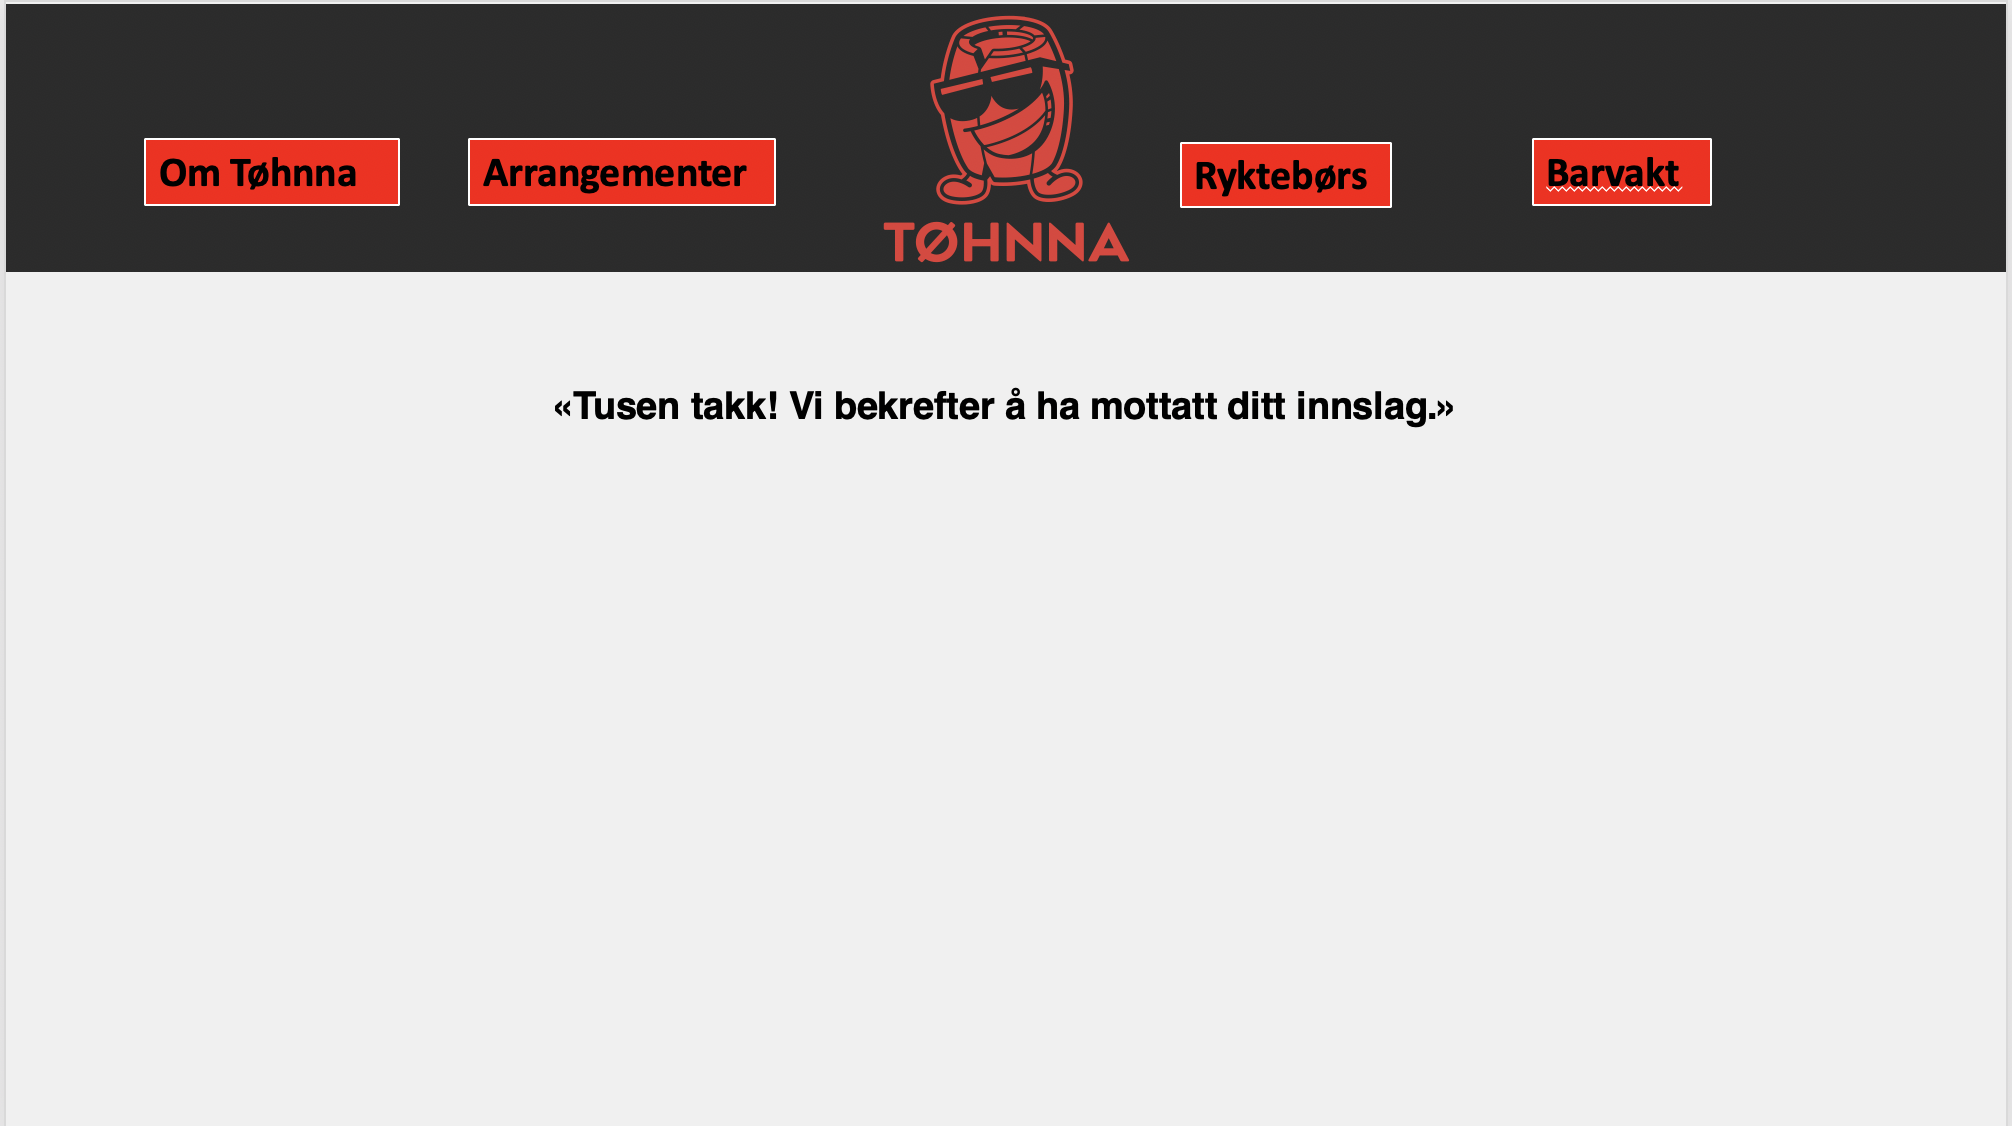 Om Tøhnna
Arrangementer
TØHNNA
Ryktebørs
Barvakt
«Tusen takk! Vi bekrefter å ha mottatt ditt innslag.»